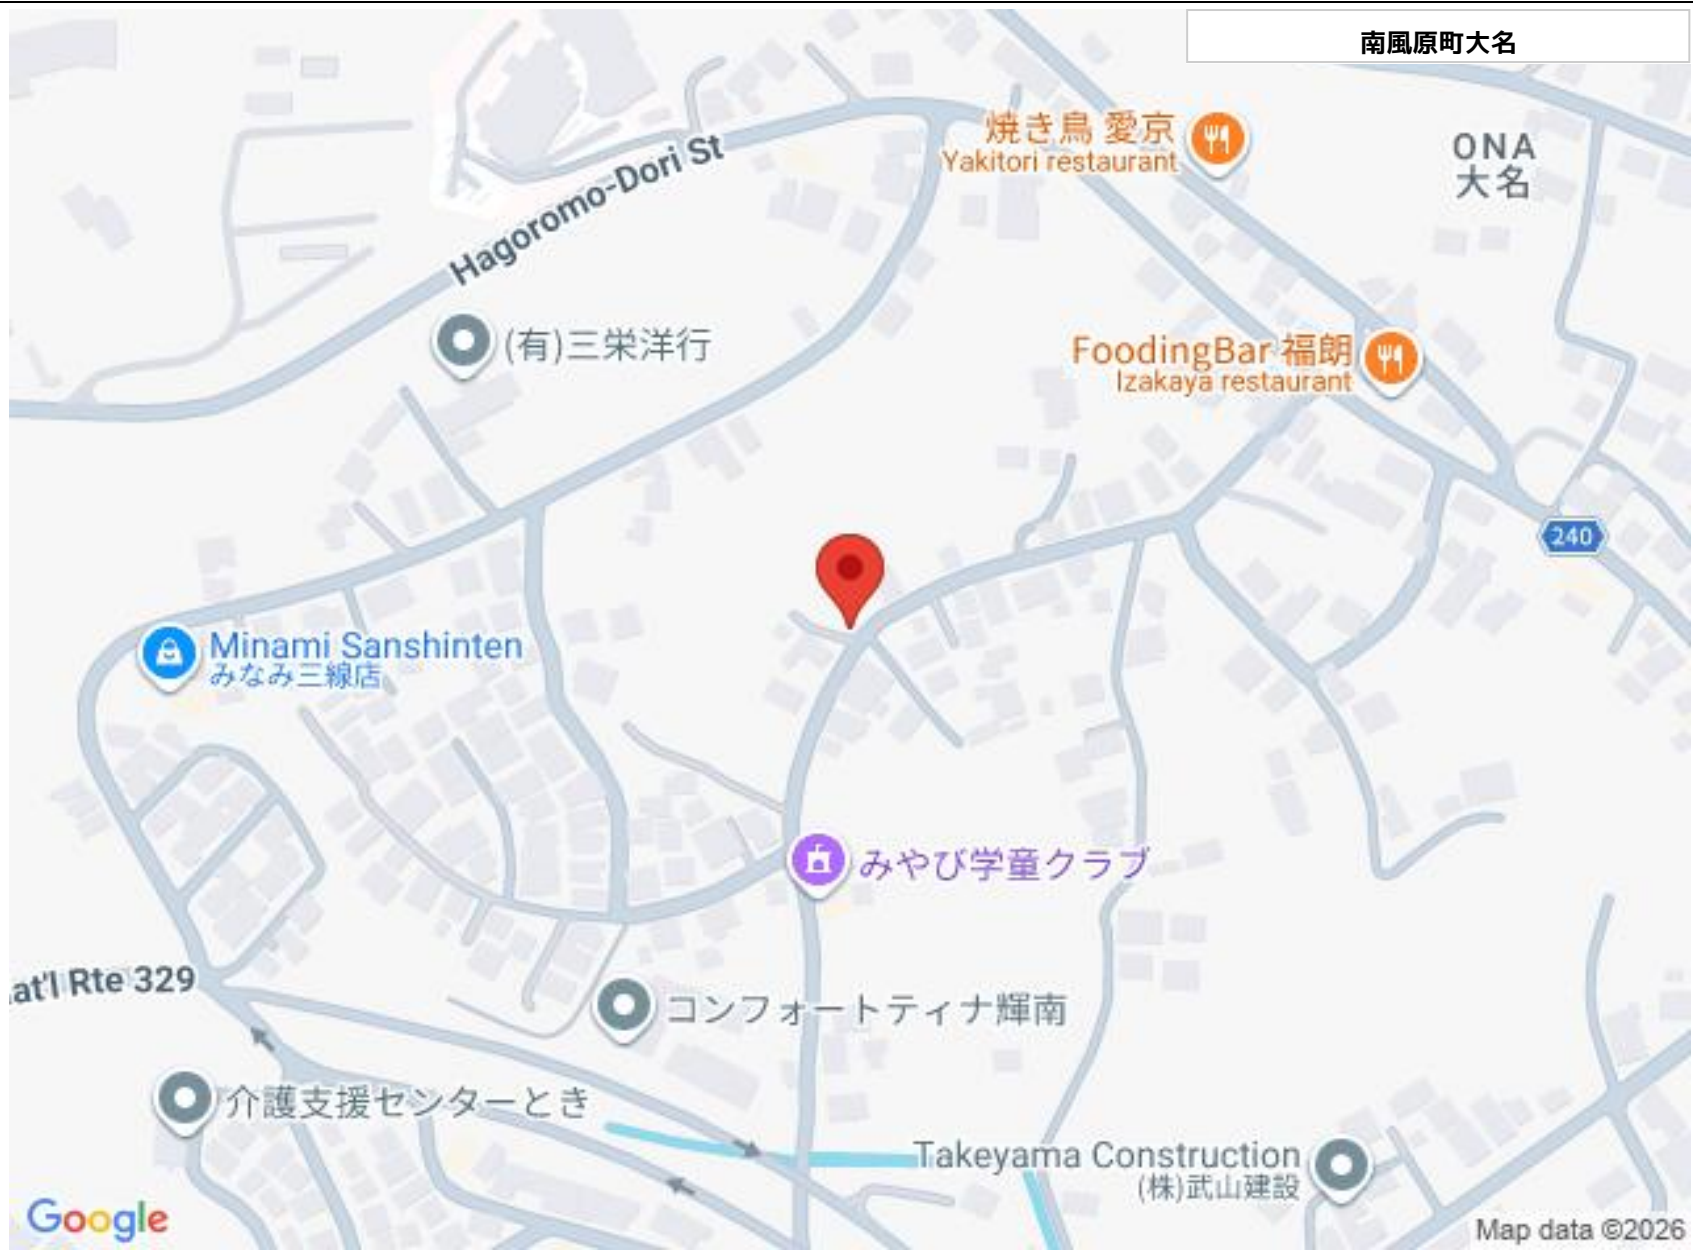 南風原町大名
焼き鳥 愛京
Yakitori restaurant
ONA
大名
Hagoromo-Dori St
(有)三栄洋行
FoodingBar 福朗
Izakaya restaurant
240
Minami Sanshinten
みなみ三線店
みやび学童クラブ
at'l Rte 329
コンフォートティナ輝南
介護支援センターとき
Takeyama Construction
(株)武山建設
Google
Map data ©2026